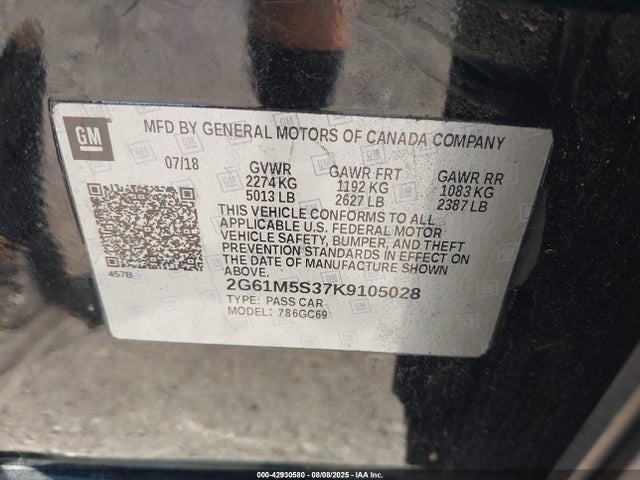 GM
MFD BY GENERAL MOTORS OF CANADA COMPANY
07/18 GVWR GAWR FRT GAWR RR
2274 KG 1192 KG 1083 KG
5013 LB 2627 LB 2387 LB
THIS VEHICLE CONFORMS TO ALL
APPLICABLE U.S. FEDERAL MOTOR
VEHICLE SAFETY, BUMPER, AND THEFT
PREVENTION STANDARDS IN EFFECT ON THE
DATE OF MANUFACTURE SHOWN
ABOVE.
457B
2G61M5S37K9105028
TYPE: PASS CAR
MODEL: 786GC69
000-42930580 - 08/08/2025 - IAA Inc.